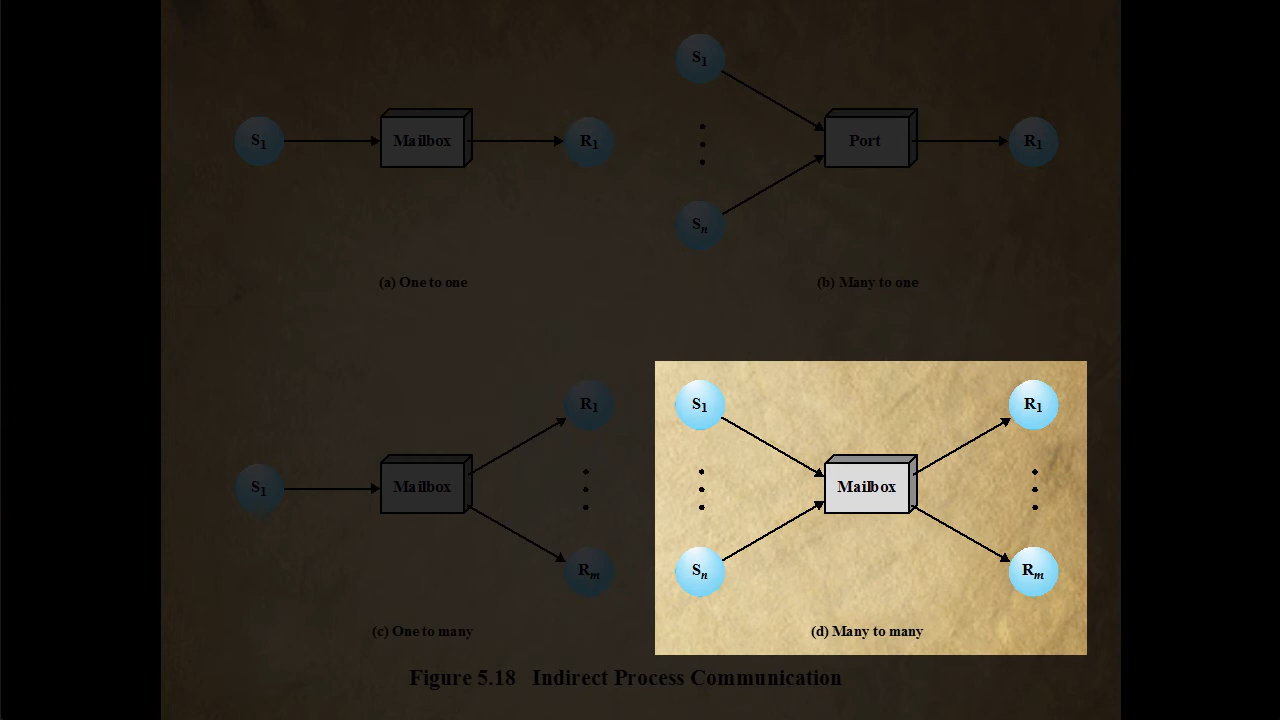 S1 Mailbox R1
(a) One to one
S1
Sn
Port
R1
(b) Many to one
S1
Mailbox
R1
Rm
(c) One to many
S1
Sn
Mailbox
R1
Rm
(d) Many to many
Figure 5.18 Indirect Process Communication